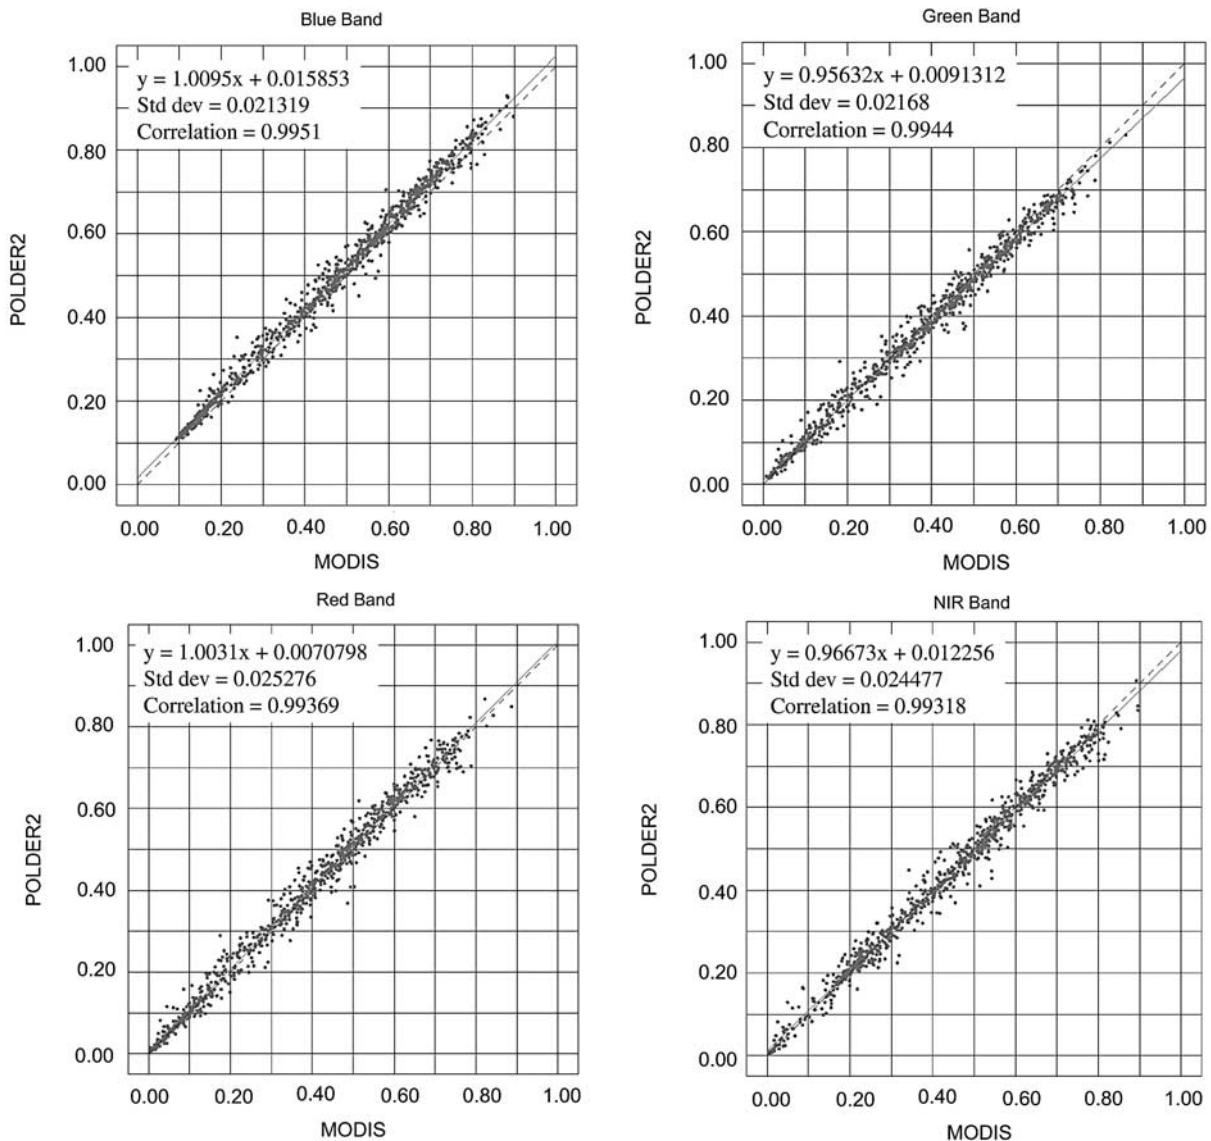 Blue Band
y = 1.0095x + 0.015853
Std dev = 0.021319
Correlation = 0.9951
1.00
0.80
0.60
0.40
0.20
0.00
POLDER2
0.00 0.20 0.40 0.60 0.80 1.00
MODIS
Green Band
y = 0.95632x + 0.0091312
Std dev = 0.02168
Correlation = 0.9944
1.00
0.80
0.60
0.40
0.20
0.00
POLDER2
0.00 0.20 0.40 0.60 0.80 1.00
MODIS
Red Band
y = 1.0031x + 0.0070798
Std dev = 0.025276
Correlation = 0.99369
1.00
0.80
0.60
0.40
0.20
0.00
POLDER2
0.00 0.20 0.40 0.60 0.80 1.00
MODIS
NIR Band
y = 0.96673x + 0.012256
Std dev = 0.024477
Correlation = 0.99318
1.00
0.80
0.60
0.40
0.20
0.00
POLDER2
0.00 0.20 0.40 0.60 0.80 1.00
MODIS